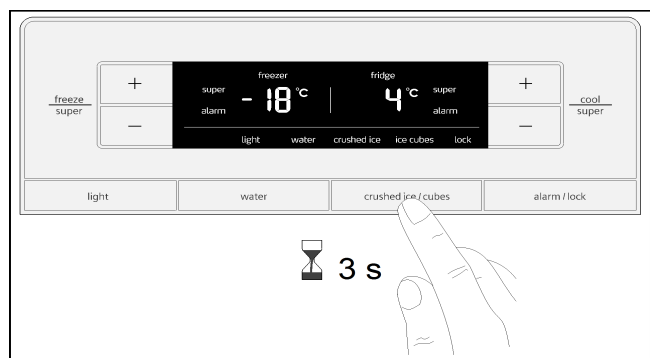 freezer fridge
super super
- 18 °C 4 °C
alarm alarm
light water crushed ice ice cubes lock
+ +
freeze cool
super super
— —
light water crushed ice / cubes alarm / lock
3 s